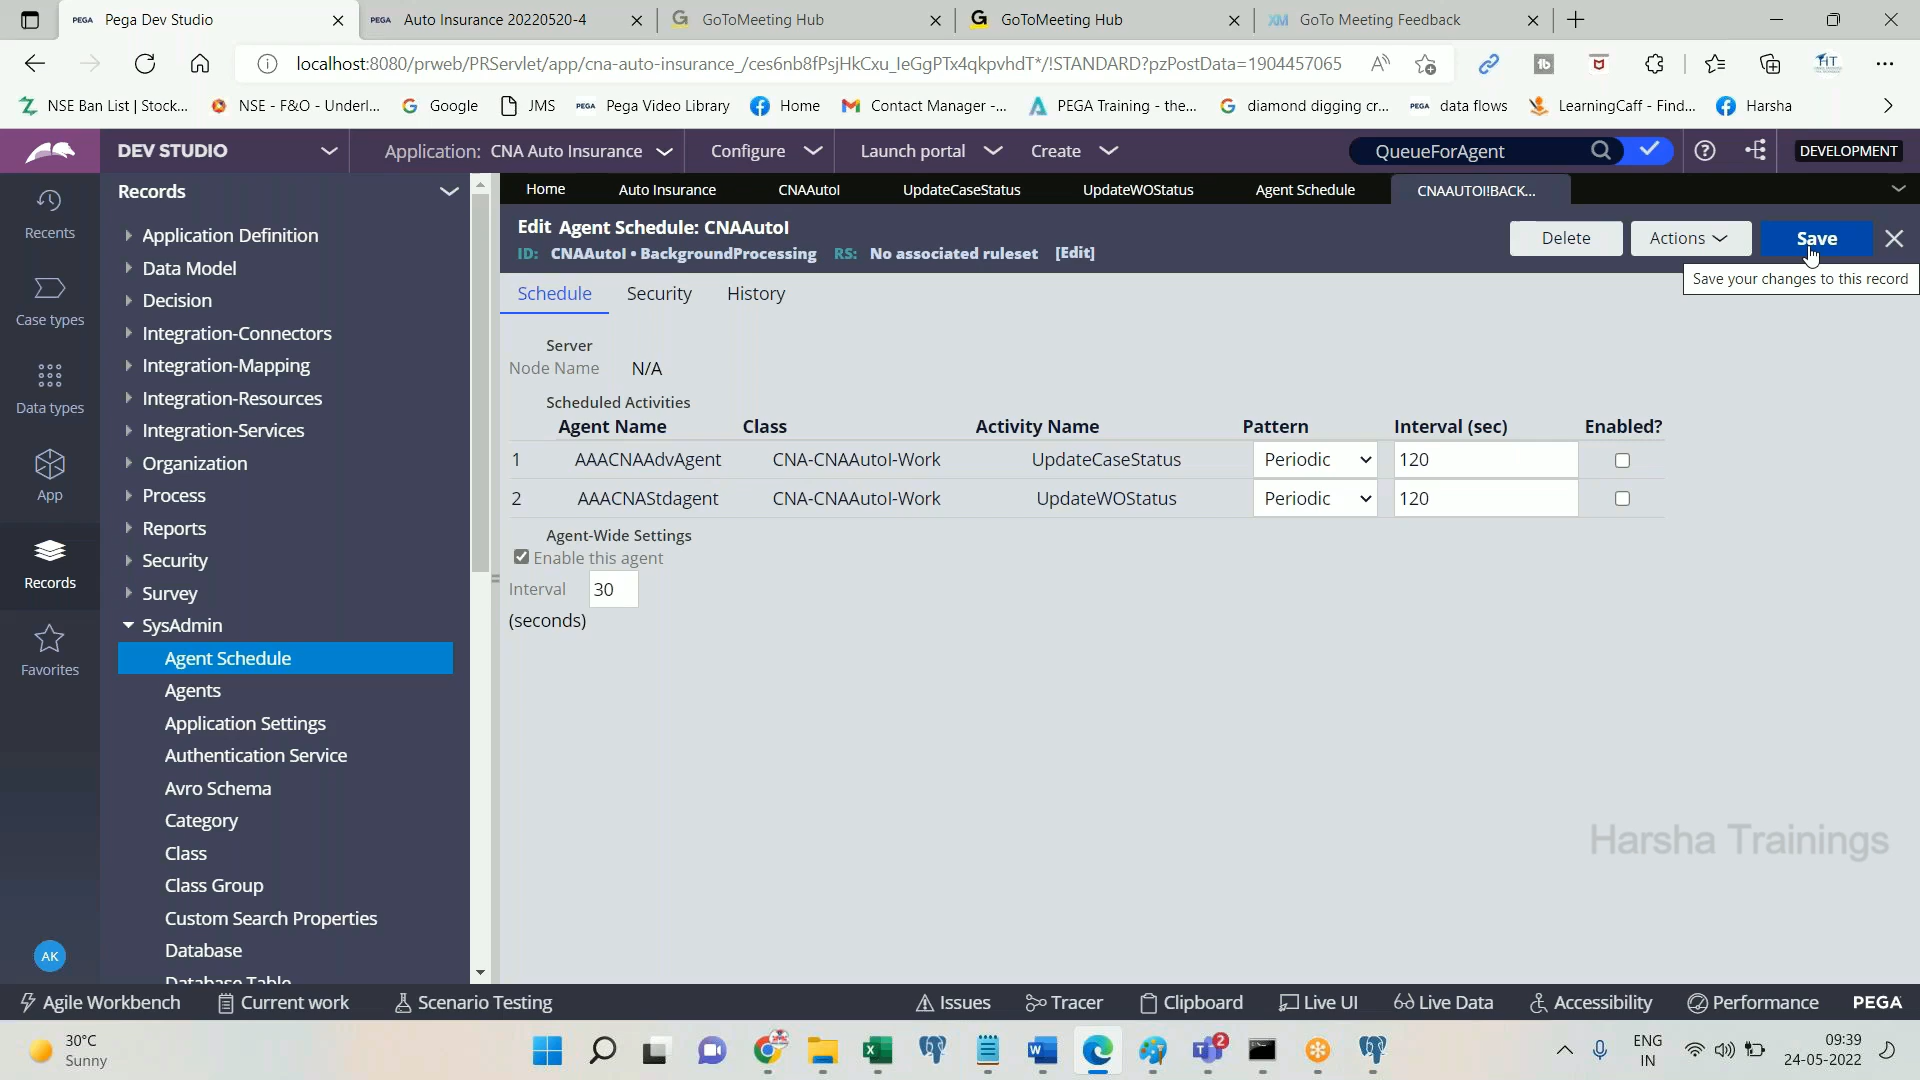 PEGA Pega Dev Studio
PEGA Auto Insurance 20220520-4
GoToMeeting Hub
GoToMeeting Hub
XM GoTo Meeting Feedback
localhost:8080/prweb/PRServlet/app/cna-auto-insurance_/ces6nb8fPsjHkCxu_IeGgPTx4qkpvhdT*/!STANDARD?pzPostData=1904457065
NSE Ban List | Stock...
NSE - F&O - Underl...
Google
JMS
PEGA Pega Video Library
Home
Contact Manager -...
PEGA Training - the...
diamond digging cr...
PEGA data flows
LearningCaff - Find...
Harsha
DEV STUDIO
Application: CNA Auto Insurance
Configure
Launch portal
Create
QueueForAgent
DEVELOPMENT
Recents
Case types
Data types
App
Records
Favorites
AK
Records
Application Definition
Data Model
Decision
Integration-Connectors
Integration-Mapping
Integration-Resources
Integration-Services
Organization
Process
Reports
Security
Survey
SysAdmin
Agent Schedule
Agents
Application Settings
Authentication Service
Avro Schema
Category
Class
Class Group
Custom Search Properties
Database
Database Table
Home
Auto Insurance
CNAAutoI
UpdateCaseStatus
UpdateWOStatus
Agent Schedule
CNAAUTOI!BACK...
Edit Agent Schedule: CNAAutoI
ID: CNAAutoI • BackgroundProcessing RS: No associated ruleset [Edit]
Delete
Actions
Save
Save your changes to this record
Schedule Security History
Server
Node Name N/A
Scheduled Activities
Agent Name Class Activity Name Pattern Interval (sec) Enabled?
1 AAACNAAdvAgent CNA-CNAAutoI-Work UpdateCaseStatus Periodic 120
2 AAACNAStdagent CNA-CNAAutoI-Work UpdateWOStatus Periodic 120
Agent-Wide Settings
Enable this agent
Interval 30
(seconds)
Harsha Trainings
Agile Workbench
Current work
Scenario Testing
Issues
Tracer
Clipboard
Live UI
Live Data
Accessibility
Performance
PEGA
30°C
Sunny
2
ENG
IN
09:39
24-05-2022